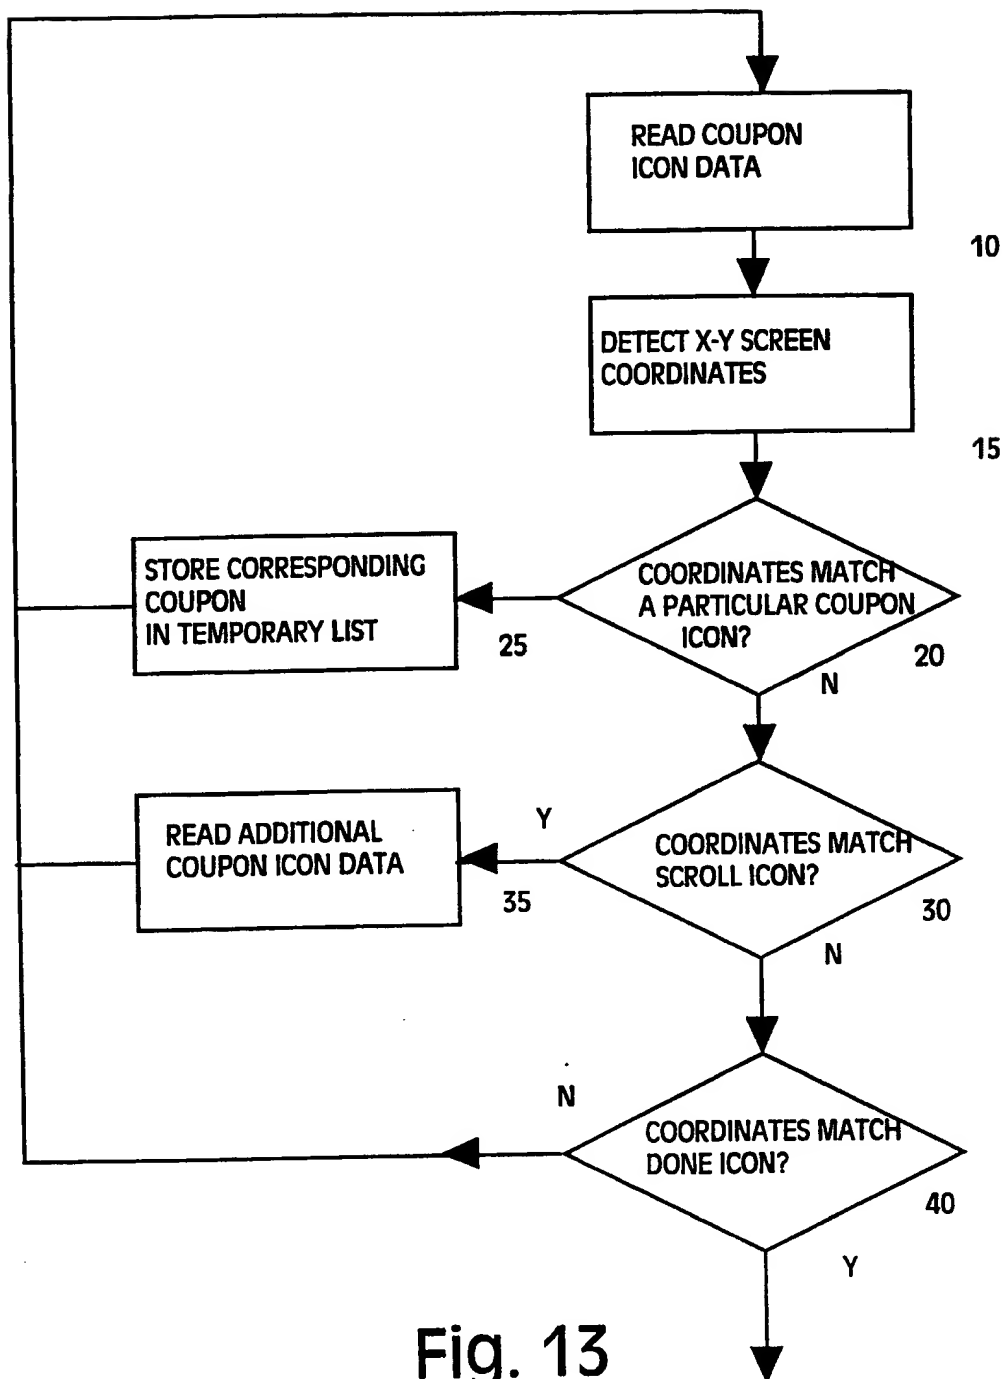 READ COUPON
ICON DATA
10
DETECT X-Y SCREEN
COORDINATES
15
STORE CORRESPONDING
COUPON
IN TEMPORARY LIST
25
COORDINATES MATCH
A PARTICULAR COUPON
ICON?
20
N
READ ADDITIONAL
COUPON ICON DATA
Y
35
COORDINATES MATCH
SCROLL ICON?
30
N
N
COORDINATES MATCH
DONE ICON?
40
Y
Fig. 13